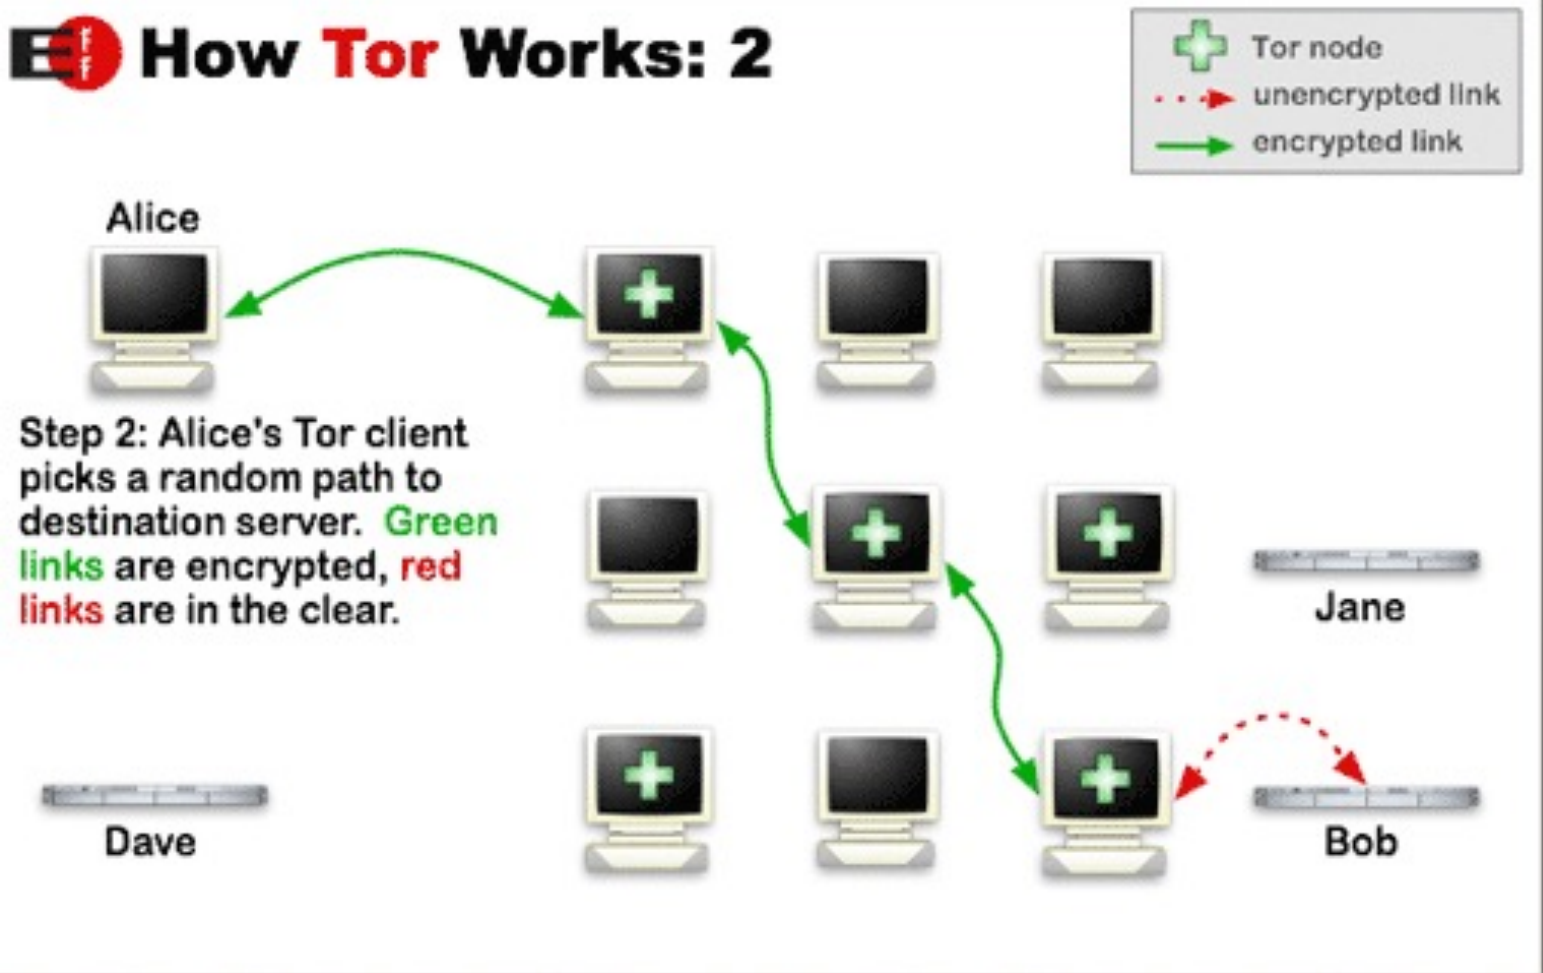 EFF How Tor Works: 2
Tor node
unencrypted link
encrypted link
Alice
Step 2: Alice's Tor client
picks a random path to
destination server. Green
links are encrypted, red
links are in the clear.
Jane
Dave
Bob